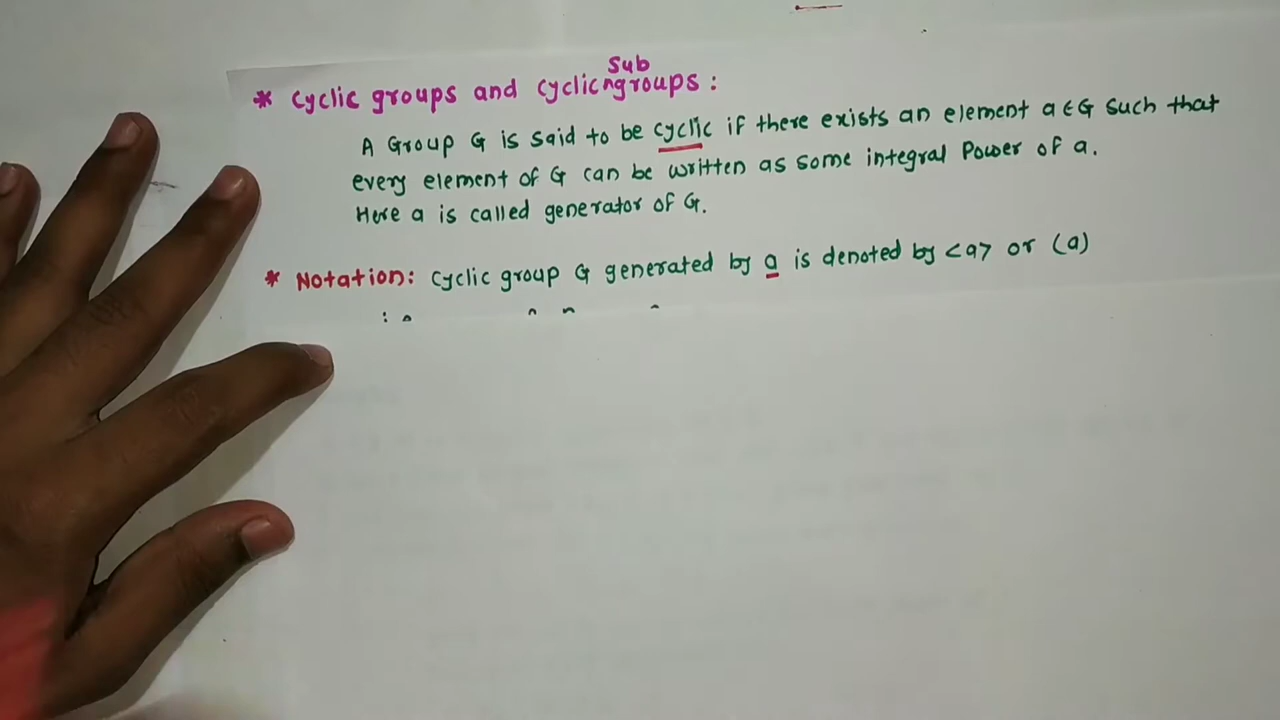 * Cyclic groups and cyclic^subgroups :
A Group G is said to be cyclic if there exists an element a∈G such that
every element of G can be written as some integral Power of a.
Here a is called generator of G.
* Notation: Cyclic group G generated by a is denoted by <a> or (a)